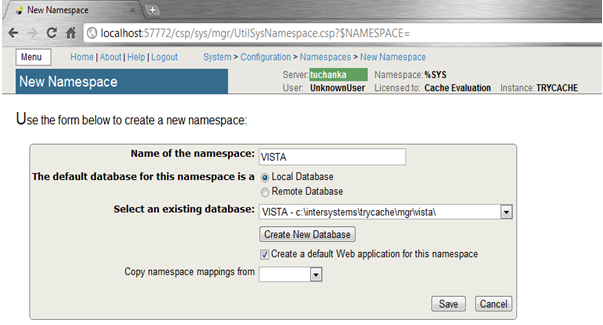 New Namespace
localhost:57772/csp/sys/mgr/UtilSysNamespace.csp?$NAMESPACE=
Menu Home | About | Help | Logout System > Configuration > Namespaces > New Namespace
New Namespace
Server: tuchanka Namespace: %SYS
User: UnknownUser Licensed to: Cache Evaluation Instance: TRYCACHE
Use the form below to create a new namespace:
Name of the namespace: VISTA
The default database for this namespace is a Local Database
Remote Database
Select an existing database: VISTA - c:\intersystems\trycache\mgr\vista\
Create New Database
Create a default Web application for this namespace
Copy namespace mappings from
Save Cancel